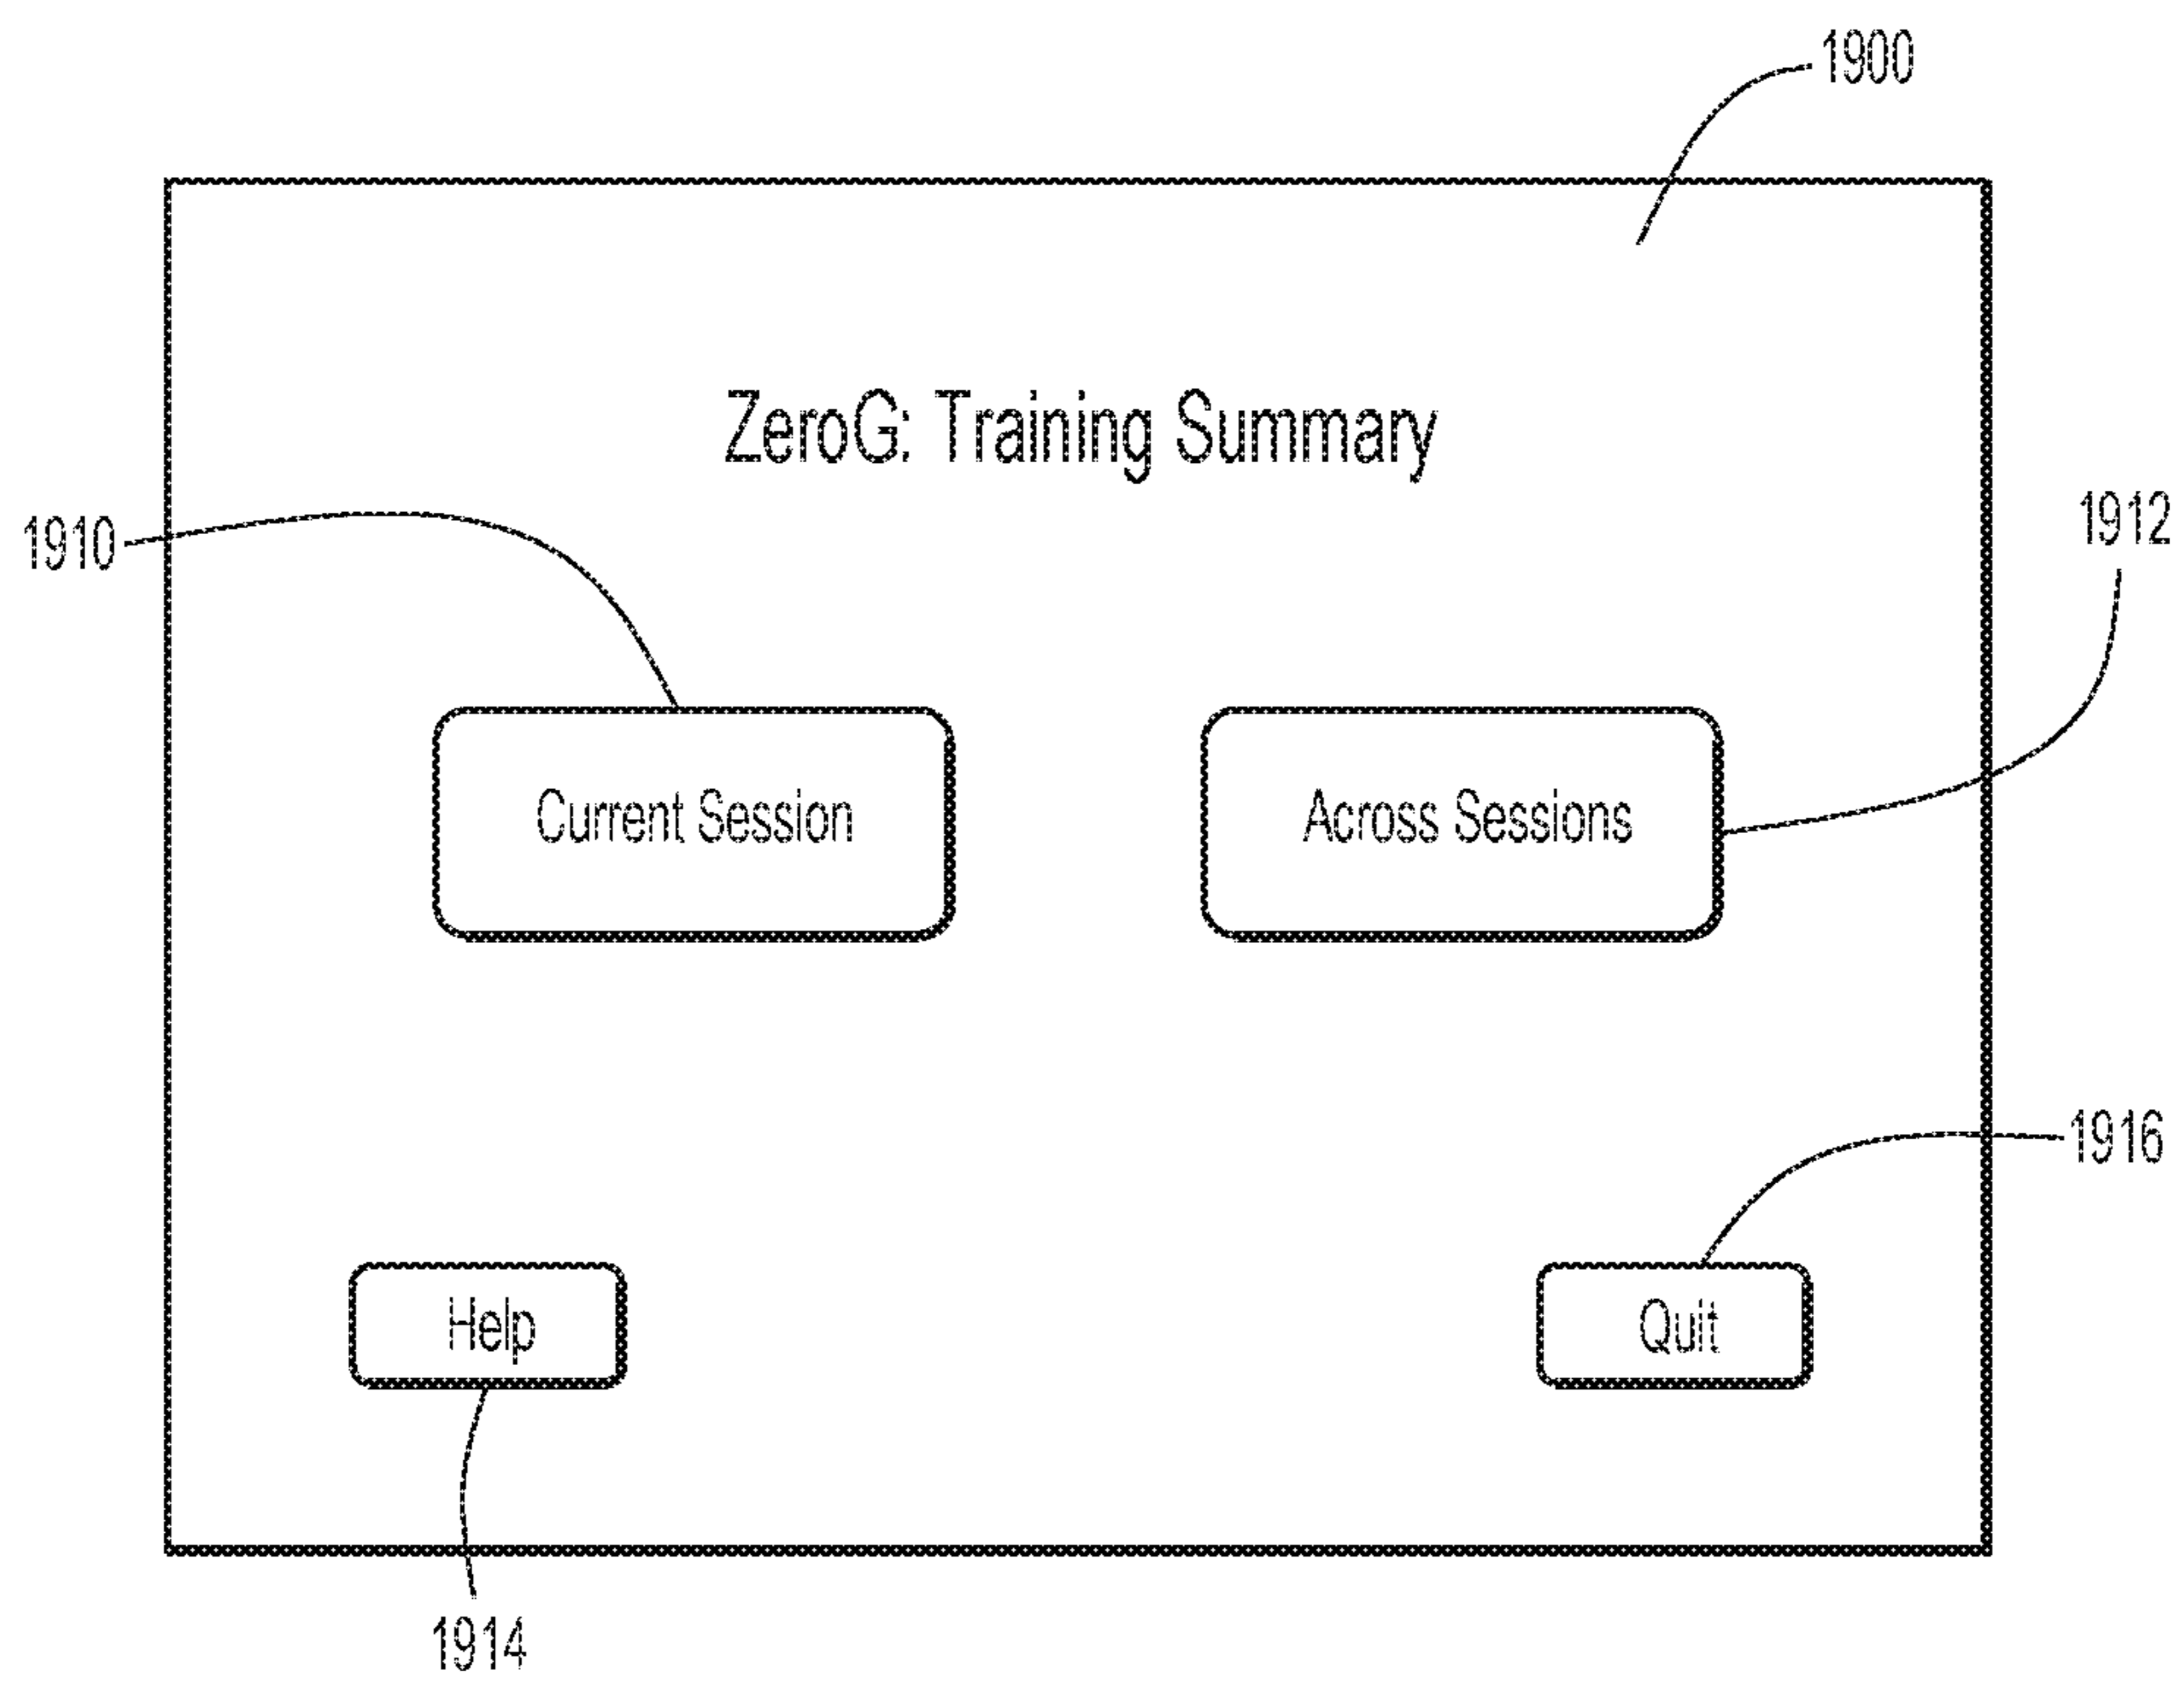 1900
ZeroG: Training Summary
1910
1912
Current Session
Across Sessions
1916
Help
Quit
1914